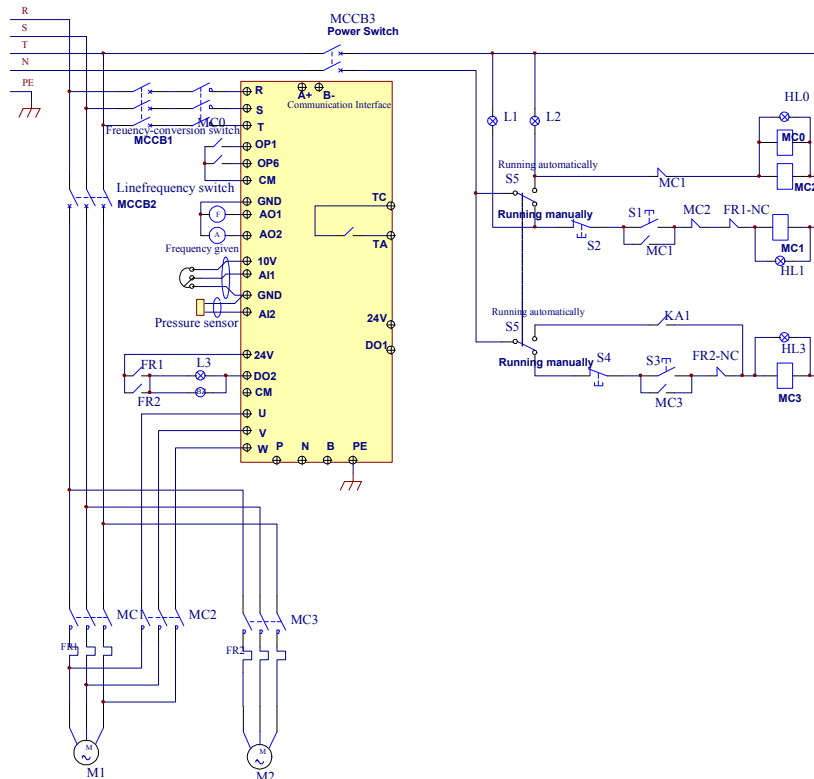 R
S
T
N
PE
MCCB3
Power Switch
A+
B-
Communication Interface
R
S
T
MC0
Freuency-conversion switch
MCCB1
OP1
OP6
CM
Linefrequency switch
MCCB2
GND
F
AO1
A
AO2
Frequency given
10V
AI1
GND
AI2
Pressure sensor
TC
TA
24V
DO1
24V
FR1
L3
DO2
FR2
CM
U
V
W
P
N
B
PE
L1
L2
HL0
MC0
MC2
MC1
Running automatically
S5
Running manually
S2
S1
MC1
MC2
FR1-NC
MC1
HL1
Running automatically
S5
Running manually
KA1
S4
S3
MC3
FR2-NC
HL3
MC3
MC1
MC2
MC3
FR1
FR2
M
M1
M
M2